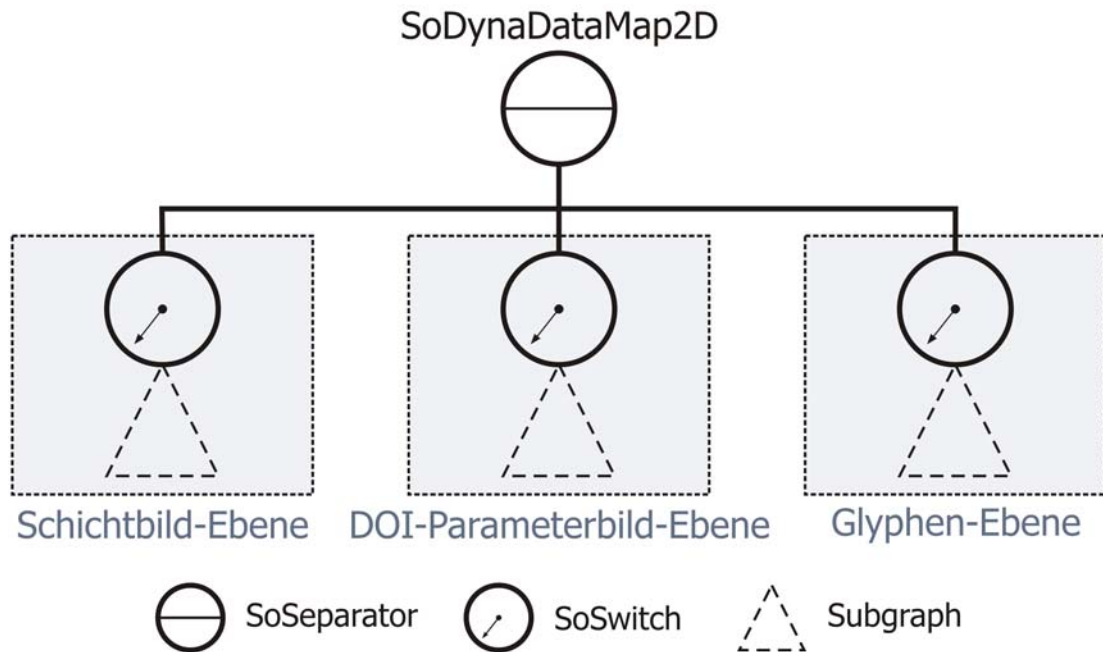 SoDynaDataMap2D
Schichtbild-Ebene
DOI-Parameterbild-Ebene
Glyphen-Ebene
SoSeparator
SoSwitch
Subgraph